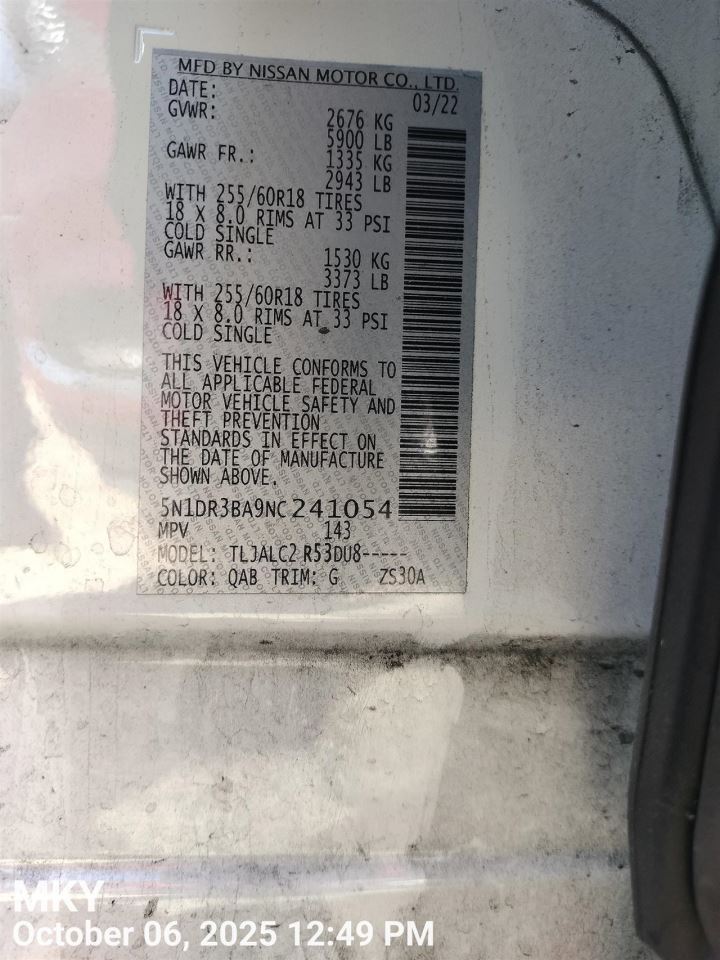 MFD BY NISSAN MOTOR CO., LTD.
DATE: 03/22
GVWR: 2676 KG
5900 LB
GAWR FR.: 1335 KG
2943 LB
WITH 255/60R18 TIRES
18 X 8.0 RIMS AT 33 PSI
COLD SINGLE
GAWR RR.: 1530 KG
3373 LB
WITH 255/60R18 TIRES
18 X 8.0 RIMS AT 33 PSI
COLD SINGLE
THIS VEHICLE CONFORMS TO
ALL APPLICABLE FEDERAL
MOTOR VEHICLE SAFETY AND
THEFT PREVENTION
STANDARDS IN EFFECT ON
THE DATE OF MANUFACTURE
SHOWN ABOVE.
5N1DR3BA9NC241054
MPV 143
MODEL: TLJALC2 R53DU8-----
COLOR: QAB TRIM: G ZS30A
MKY
October 06, 2025 12:49 PM